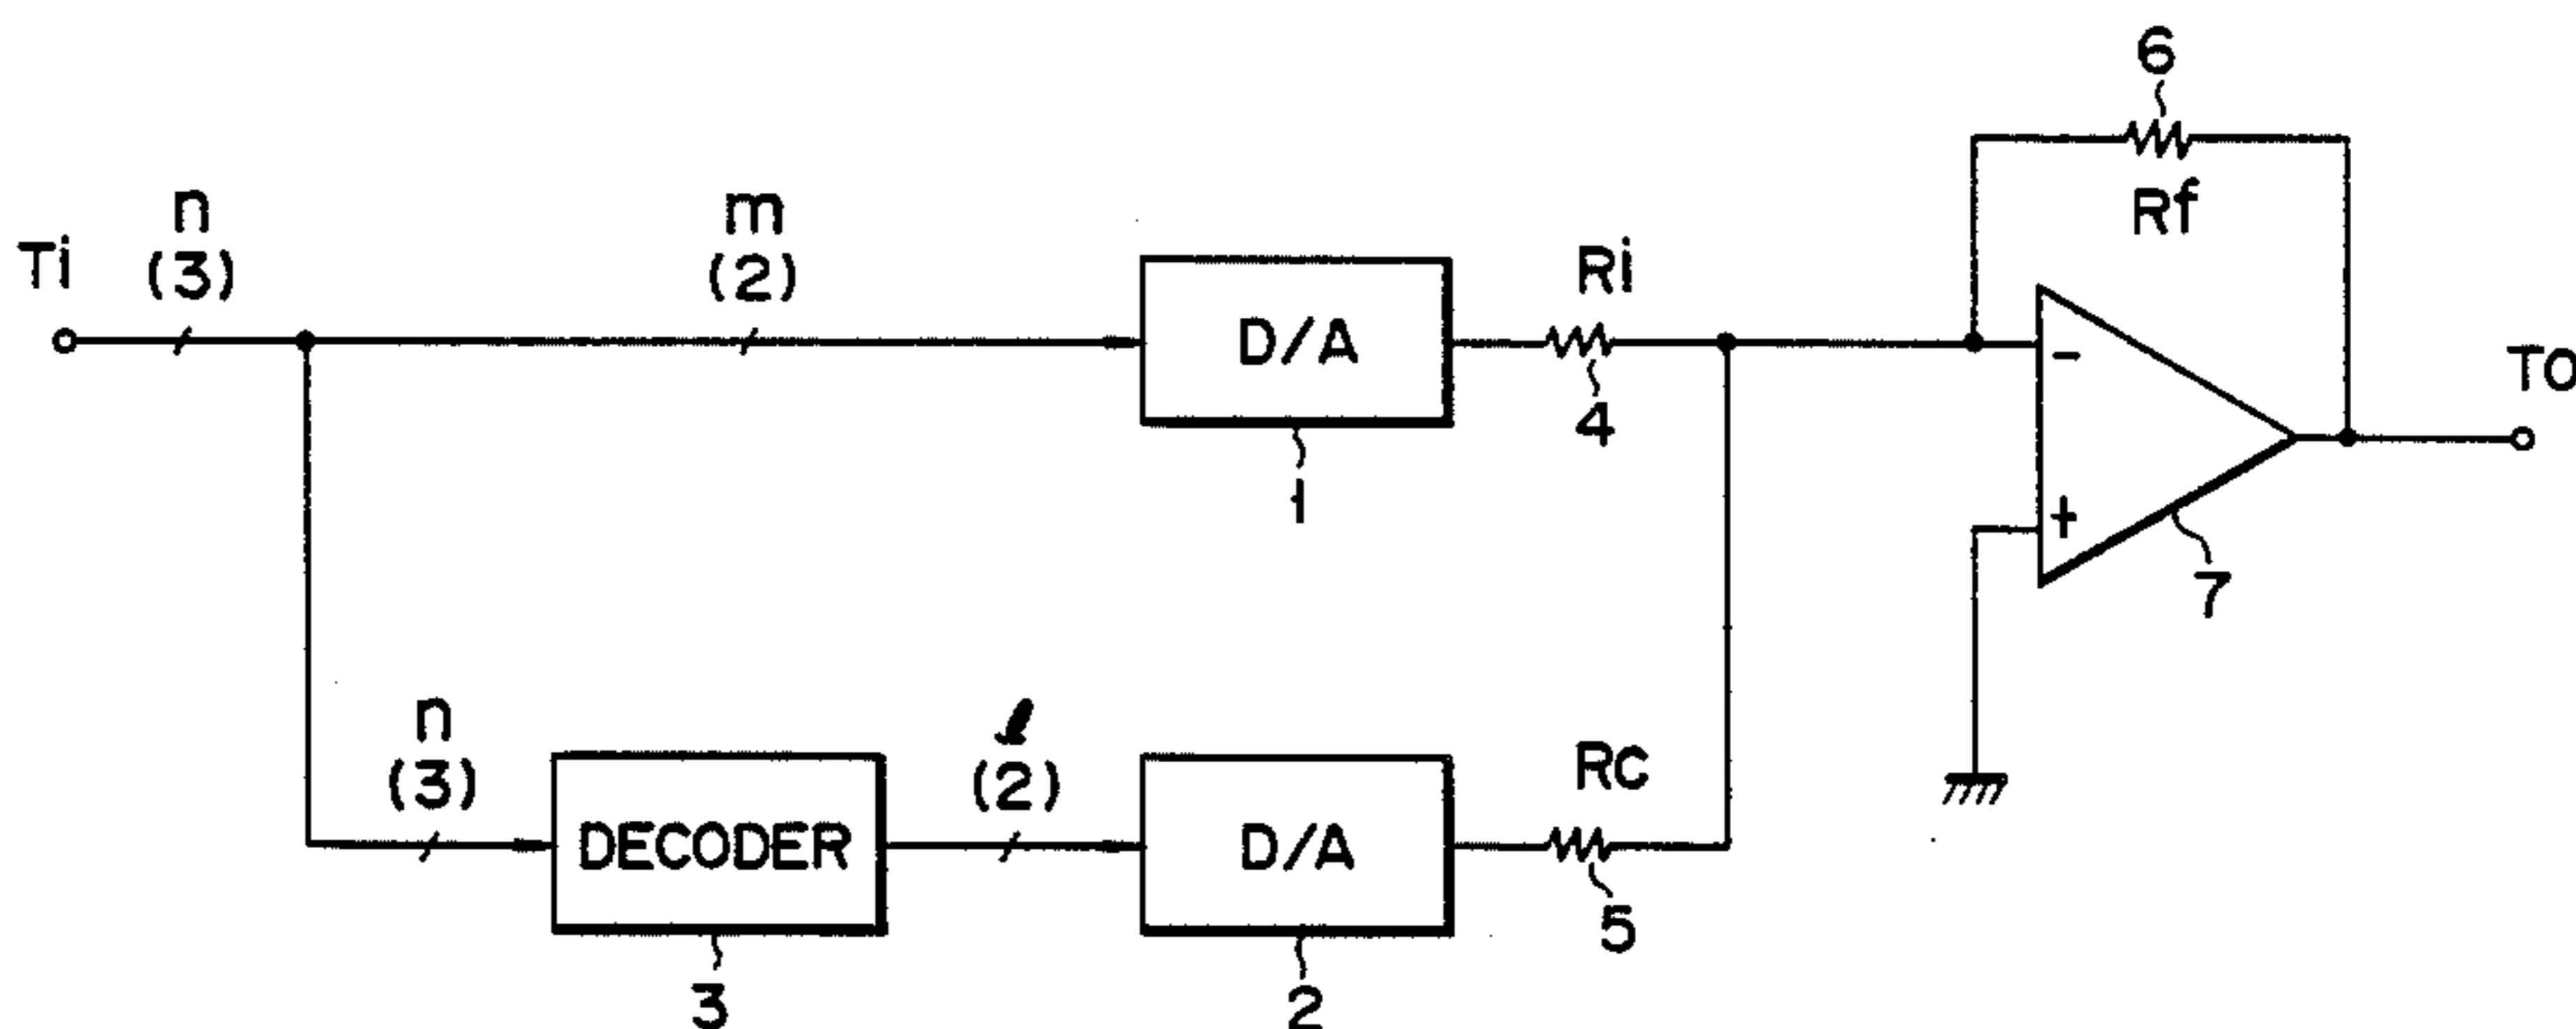 6
Rf
n
(3)
Ti
m
(2)
D/A
1
Ri
4
−
+
7
TO
n
(3)
DECODER
3
ℓ
(2)
D/A
2
Rc
5